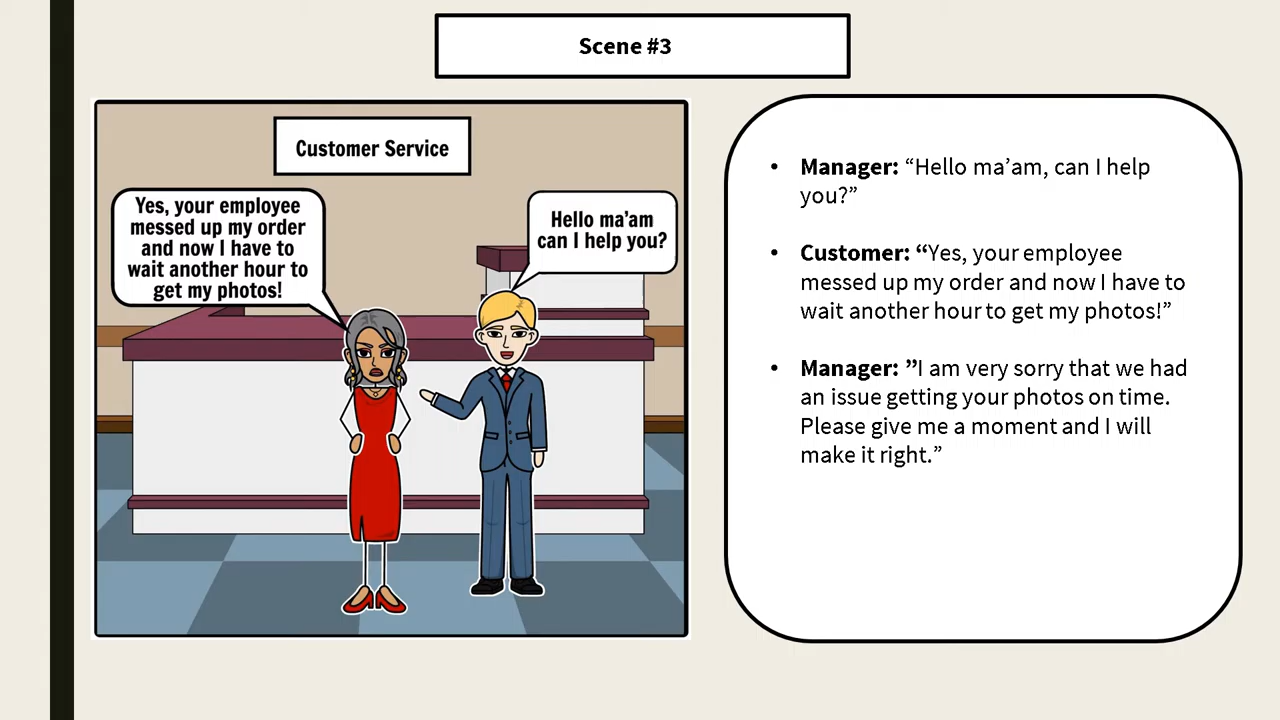 Scene #3
Customer Service
Yes, your employee
messed up my order
and now I have to
wait another hour to
get my photos!
Hello ma’am
can I help you?
• Manager: “Hello ma’am, can I help
you?”
• Customer: “Yes, your employee
messed up my order and now I have to
wait another hour to get my photos!”
• Manager: ”I am very sorry that we had
an issue getting your photos on time.
Please give me a moment and I will
make it right.”